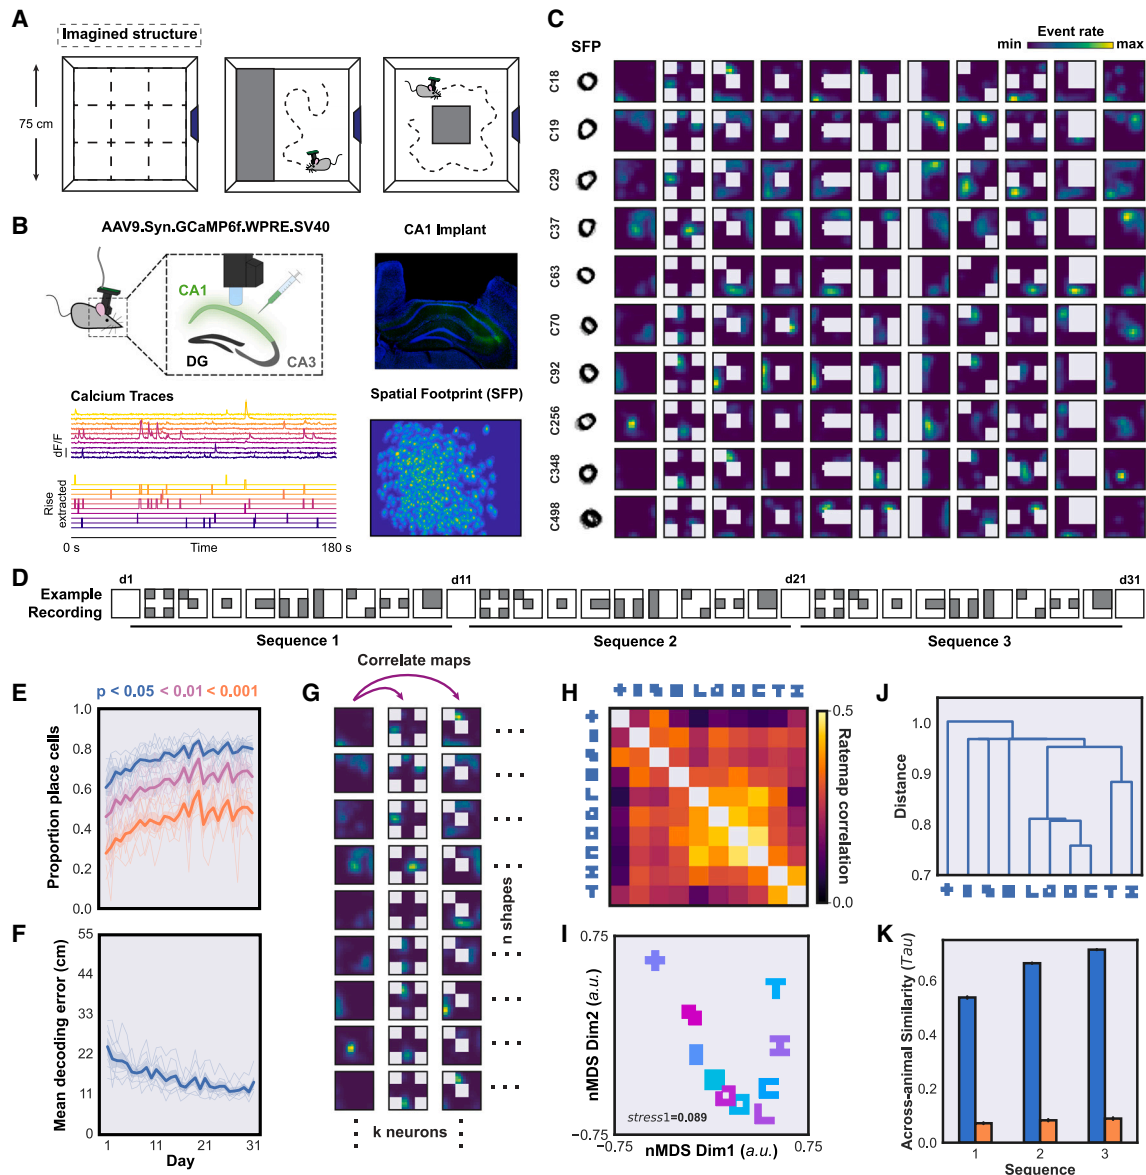 A
Imagined structure
75 cm
B
AAV9.Syn.GCaMP6f.WPRE.SV40
CA1
DG
CA3
CA1 Implant
Calcium Traces
dF/F
Rise
extracted
0 s
Time
180 s
Spatial Footprint (SFP)
C
SFP
Event rate
min
max
C18
C19
C29
C37
C63
C70
C92
C256
C348
C498
D
Example
Recording
d1
d11
d21
d31
Sequence 1
Sequence 2
Sequence 3
E
p < 0.05 < 0.01 < 0.001
Proportion place cells
1.0
0.8
0.6
0.4
0.2
0.0
F
Mean decoding error (cm)
55
44
33
22
11
0
1
11
21
31
Day
G
Correlate maps
n shapes
k neurons
H
0.5
0.0
Ratemap correlation
I
0.75
−0.75
−0.75
0.75
nMDS Dim2 (a.u.)
nMDS Dim1 (a.u.)
stress1=0.089
J
Distance
1.0
0.9
0.8
0.7
K
Across-animal Similarity (Tau)
0.6
0.4
0.2
0.0
1
2
3
Sequence